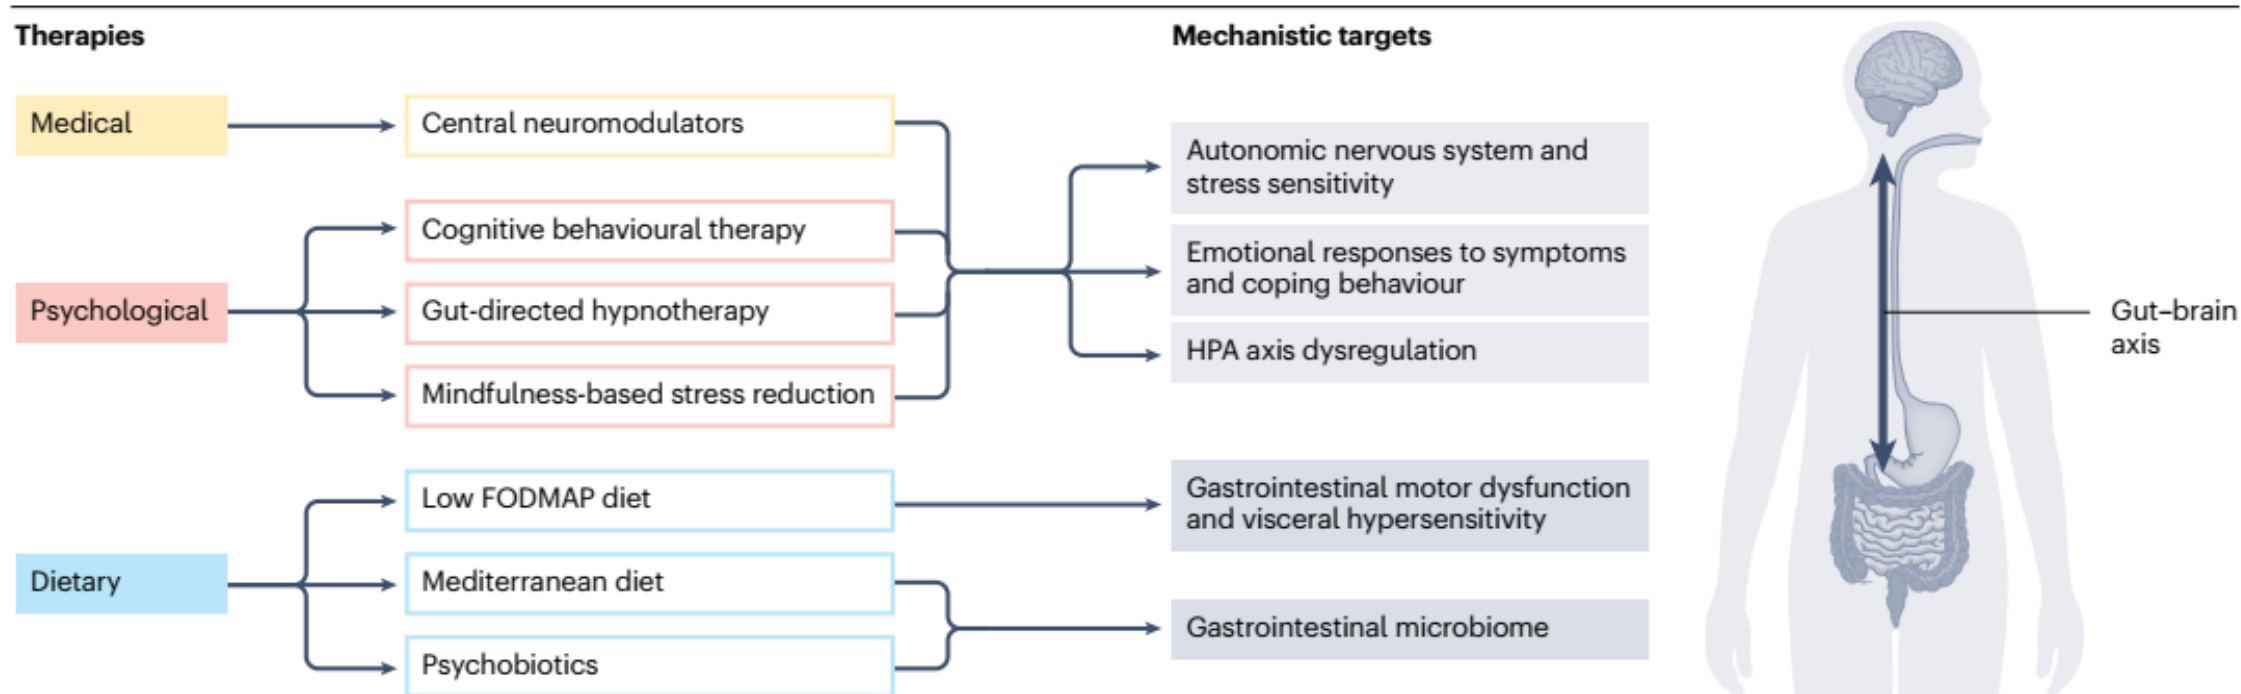 Therapies
Mechanistic targets
Medical
Central neuromodulators
Psychological
Cognitive behavioural therapy
Gut-directed hypnotherapy
Mindfulness-based stress reduction
Autonomic nervous system and
stress sensitivity
Emotional responses to symptoms
and coping behaviour
HPA axis dysregulation
Dietary
Low FODMAP diet
Mediterranean diet
Psychobiotics
Gastrointestinal motor dysfunction
and visceral hypersensitivity
Gastrointestinal microbiome
Gut–brain
axis